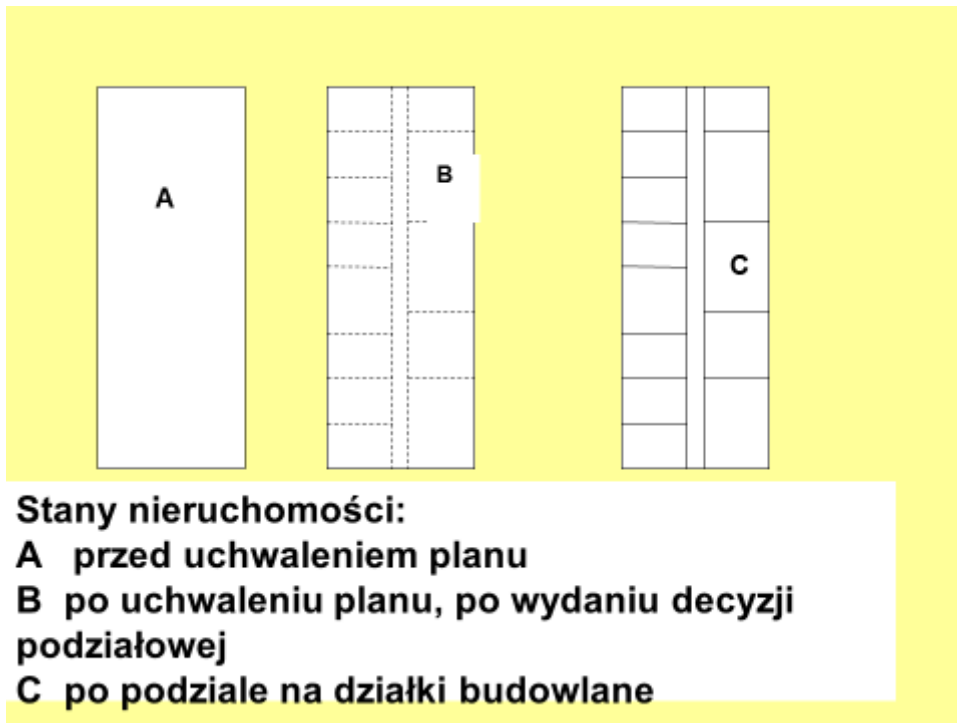 A
B
C
Stany nieruchomości:
A przed uchwaleniem planu
B po uchwaleniu planu, po wydaniu decyzji
podziałowej
C po podziale na działki budowlane